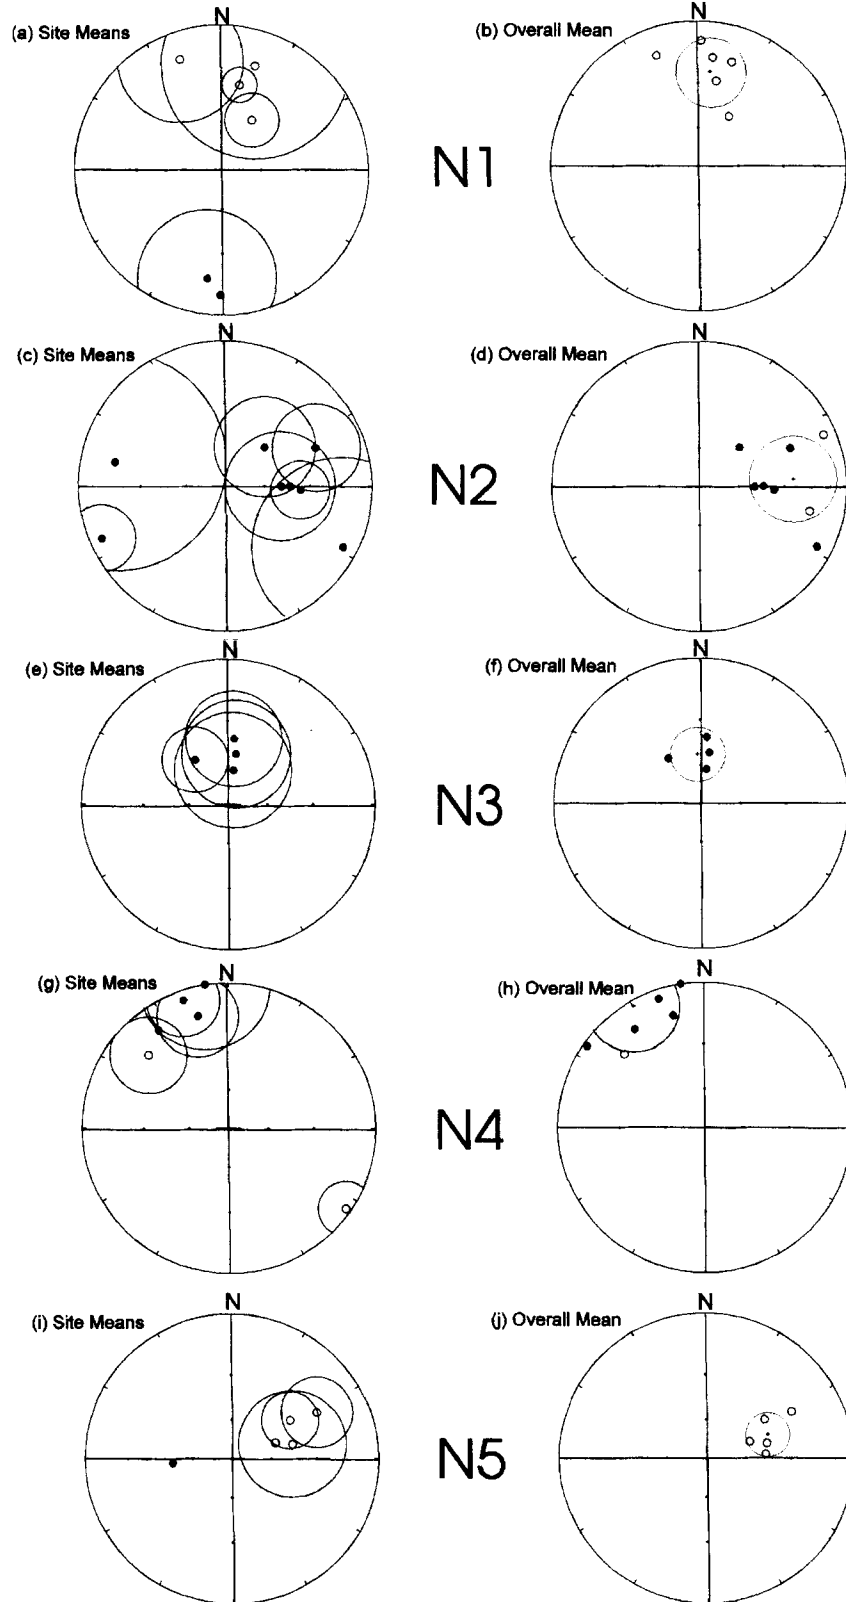 N
(a) Site Means
N
(b) Overall Mean
N1
N
(c) Site Means
N
(d) Overall Mean
N2
N
(e) Site Means
N
(f) Overall Mean
N3
N
(g) Site Means
N
(h) Overall Mean
N4
N
(i) Site Means
N
(j) Overall Mean
N5